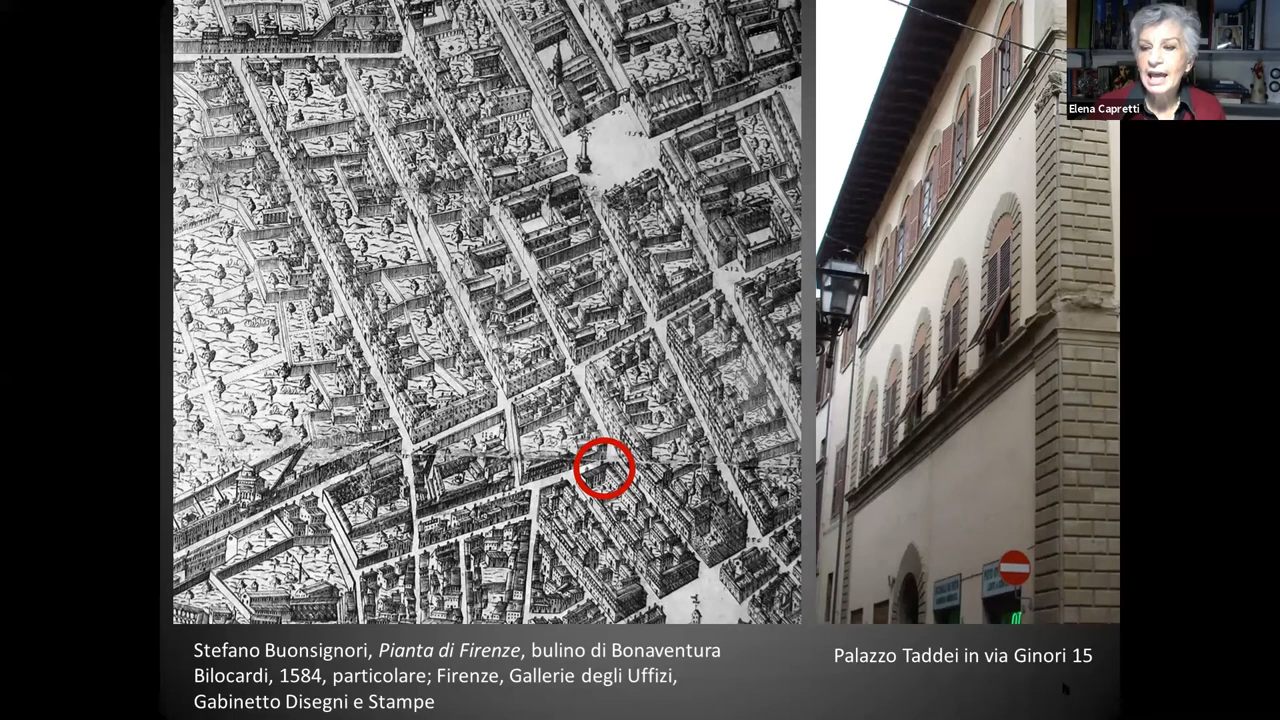 Elena Capretti
Stefano Buonsignori, Pianta di Firenze, bulino di Bonaventura
Bilocardi, 1584, particolare; Firenze, Gallerie degli Uffizi,
Gabinetto Disegni e Stampe
Palazzo Taddei in via Ginori 15